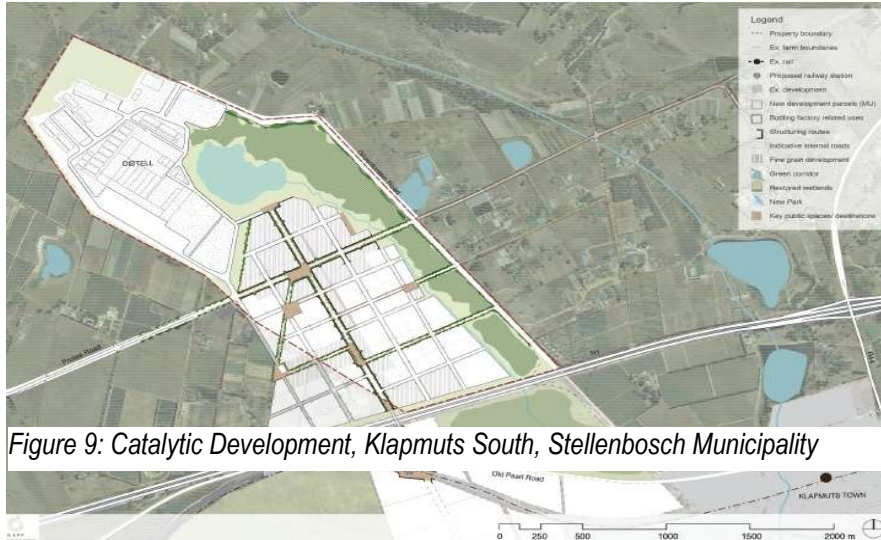 Legend
Property boundary
Ex. farm boundaries
Ex. rail
Proposed railway station
Ex. development
New development parcels (MU)
Bottling factory related uses
Structuring routes
Indicative internal roads
Fine grain development
Green corridor
Restored wetlands
New Park
Key public spaces/ destinations
DISTELL
Protea Road
N1
R44
Figure 9: Catalytic Development, Klapmuts South, Stellenbosch Municipality
Old Paarl Road
KLAPMUTS TOWN
0 250 500 1000 1500 2000 m